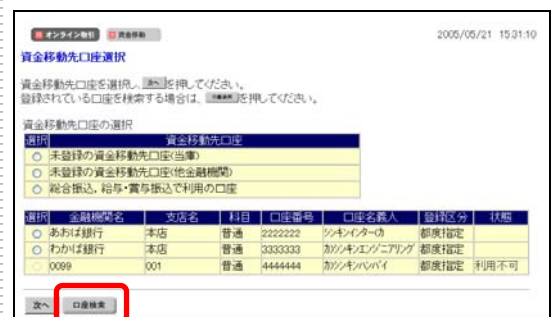 オンライン取引 資金移動 2005/05/21 15:31:10
資金移動先口座選択
資金移動先口座を選択し、次へを押してください。
登録されている口座を検索する場合は、口座検索を押してください。
資金移動先口座の選択
選択 資金移動先口座
未登録の資金移動先口座(当庫)
未登録の資金移動先口座(他金融機関)
総合振込，給与・賞与振込で利用の口座
選択 金融機関名 支店名 科目 口座番号 口座名義人 登録区分 状態
あおば銀行 本店 普通 2222222 シンキンインターカ) 都度指定
わかば銀行 本店 普通 3333333 カ)シンキンエンジニアリング 都度指定
0099 001 普通 4444444 カ)シンキンハンバイ 都度指定 利用不可
次へ 口座検索